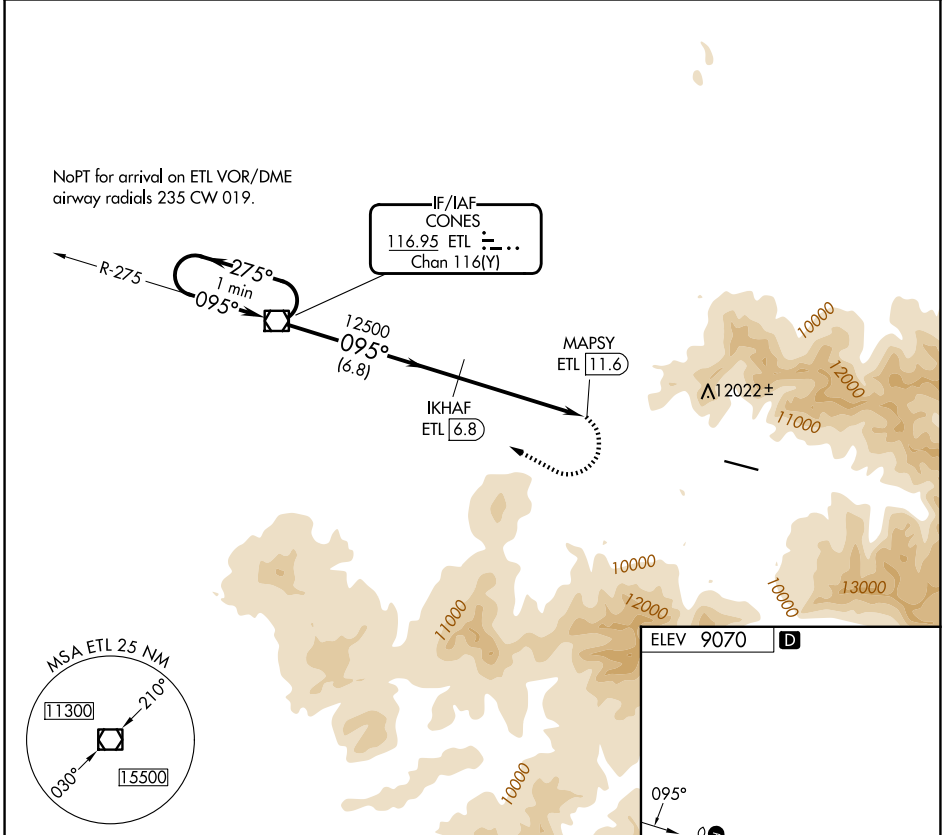 NoPT for arrival on ETL VOR/DME
airway radials 235 CW 019.
IF/IAF
CONES
116.95 ETL
Chan 116(Y)
R-275
275°
1 min
095°
12500
095°
(6.8)
MAPSY
ETL 11.6
IKHAF
ETL 6.8
12022±
10000
12000
11000
10000
12000
11000
10000
13000
10000
MSA ETL 25 NM
11300
210°
030°
15500
ELEV 9070 D
095°